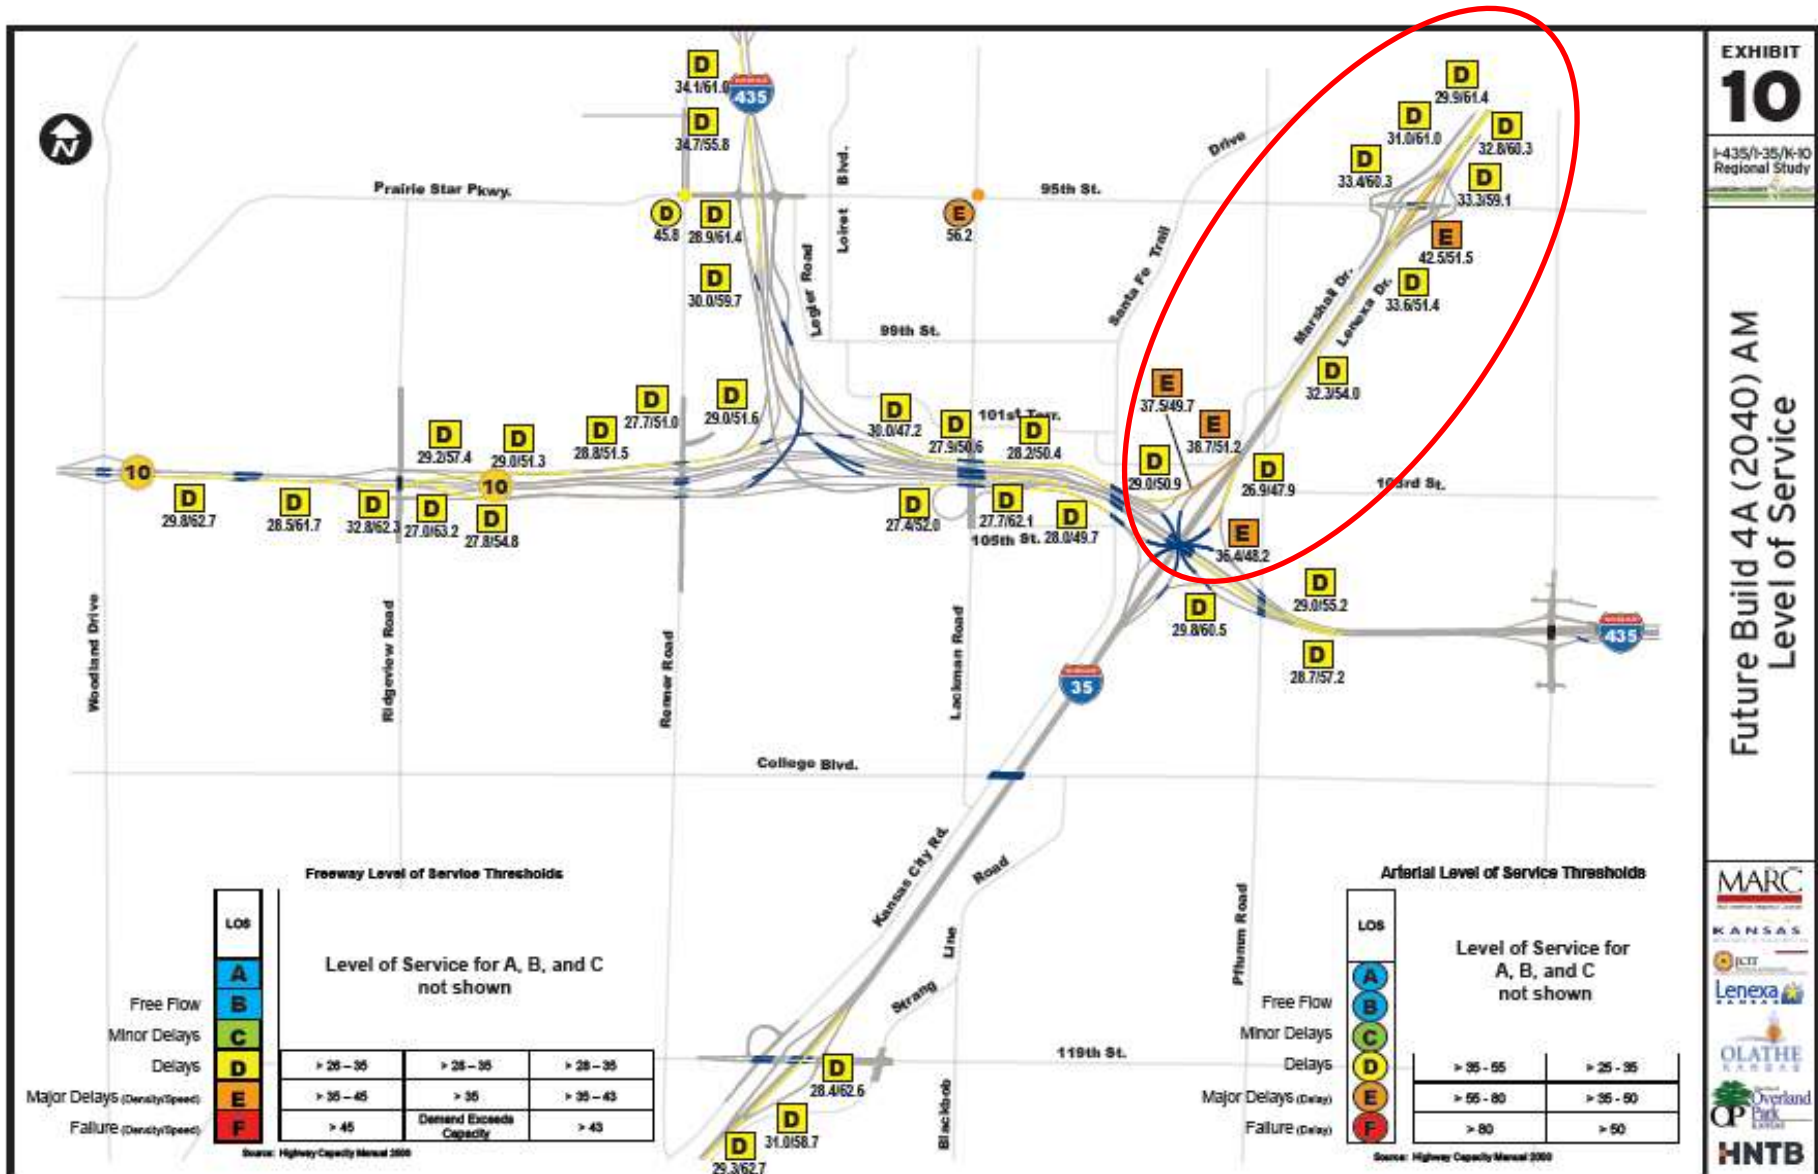 EXHIBIT
10
I-435/I-35/K-10
Regional Study
Future Build 4A (2040) AM
Level of Service
MARC
KANSAS
Lenexa
KANSAS
OLATHE
KANSAS
OP
Overland
Park
HNTB
N
D
34.1/61.0
435
D
34.7/55.8
Prairie Star Pkwy.
D
45.8
D
28.9/61.4
D
30.0/59.7
Legler Road
Loiret Blvd.
E
56.2
95th St.
99th St.
Santa Fe Trail
Drive
D
29.9/61.4
D
31.0/61.0
D
32.8/60.3
D
33.4/60.3
D
33.3/59.1
E
42.5/51.5
D
33.6/51.4
Marshall Dr.
Lenexa Dr.
D
32.3/54.0
E
37.5/49.7
E
38.7/51.2
D
29.0/50.9
D
26.9/47.9
103rd St.
E
36.4/48.2
D
27.7/51.0
D
29.0/51.6
D
29.2/57.4
D
29.0/51.3
D
28.8/51.5
D
30.0/47.2
D
27.9/50.6
101st Terr.
D
28.2/50.4
10
10
D
29.8/62.7
D
28.5/61.7
D
32.8/62.3
D
27.0/63.2
D
27.8/54.8
D
27.4/52.0
D
27.7/62.1
D
28.0/49.7
105th St.
D
29.8/60.5
D
29.0/55.2
D
28.7/57.2
435
35
Woodland Drive
Ridgeview Road
Renner Road
Lackman Road
College Blvd.
Kansas City Rd.
Strang Line Road
Blackbob
Pflumm Road
119th St.
D
28.4/62.6
D
31.0/58.7
D
29.3/62.7
Freeway Level of Service Thresholds
LOS
Level of Service for A, B, and C
not shown
A
Free Flow B
Minor Delays C
Delays D > 26 – 35 > 28 – 35 > 28 – 35
Major Delays (Density/Speed) E > 35 – 45 > 35 > 35 – 43
Failure (Density/Speed) F > 45 Demand Exceeds Capacity > 43
Source: Highway Capacity Manual 2000
Arterial Level of Service Thresholds
LOS
Level of Service for
A, B, and C
not shown
A
Free Flow B
Minor Delays C
Delays D > 35 - 55 > 25 - 35
Major Delays (Delay) E > 55 - 80 > 35 - 50
Failure (Delay) F > 80 > 50
Source: Highway Capacity Manual 2000